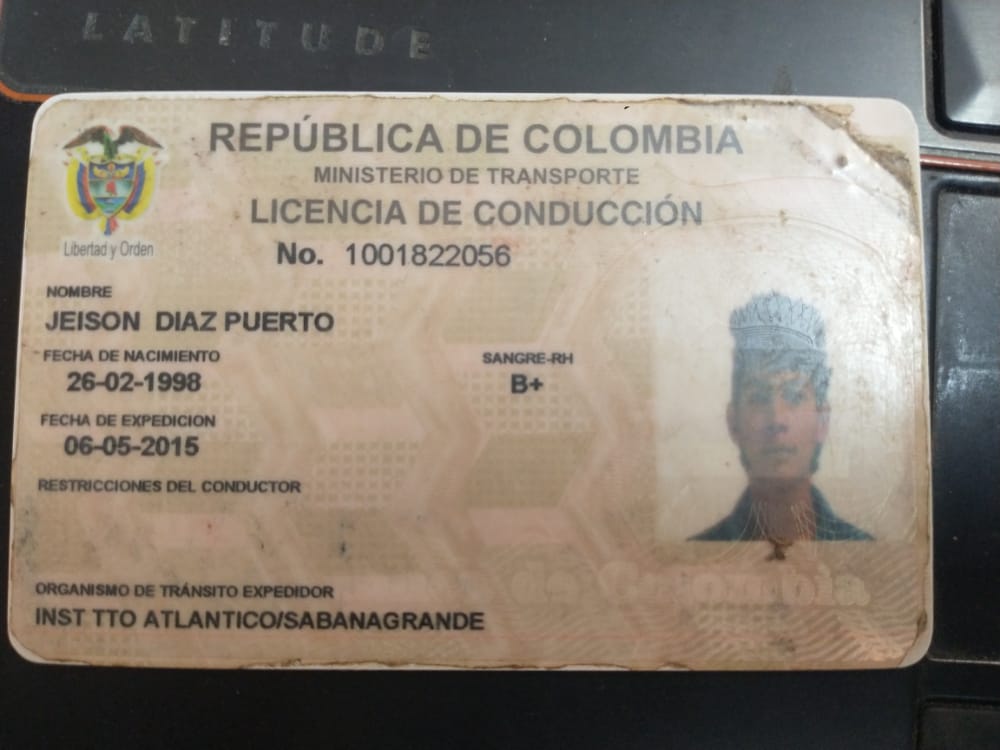 LATITUDE
REPÚBLICA DE COLOMBIA
MINISTERIO DE TRANSPORTE
LICENCIA DE CONDUCCIÓN
Libertad y Orden
No. 1001822056
NOMBRE
JEISON DIAZ PUERTO
FECHA DE NACIMIENTO
26-02-1998
SANGRE-RH
B+
FECHA DE EXPEDICION
06-05-2015
RESTRICCIONES DEL CONDUCTOR
de Colombia
ORGANISMO DE TRÁNSITO EXPEDIDOR
INST TTO ATLANTICO/SABANAGRANDE